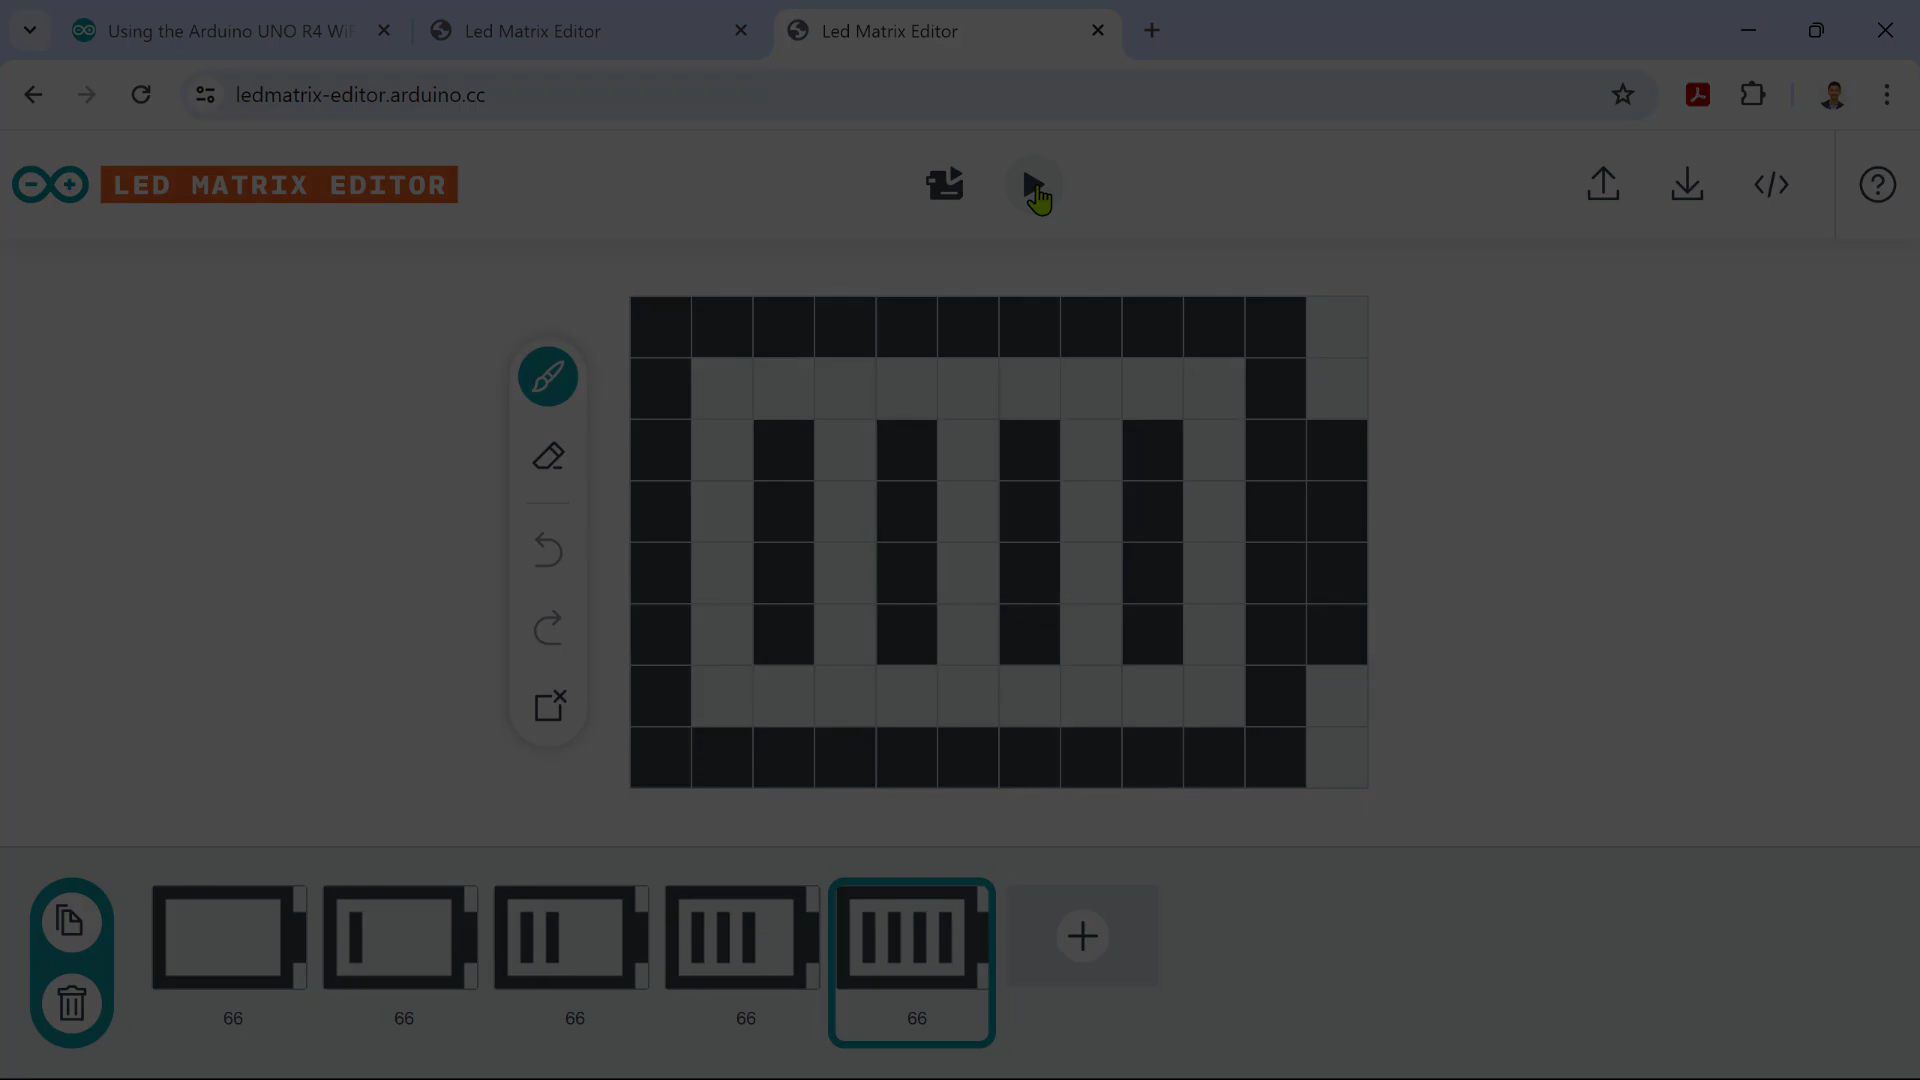 Using the Arduino UNO R4 WiF
Led Matrix Editor
Led Matrix Editor
ledmatrix-editor.arduino.cc
LED MATRIX EDITOR
66
66
66
66
66